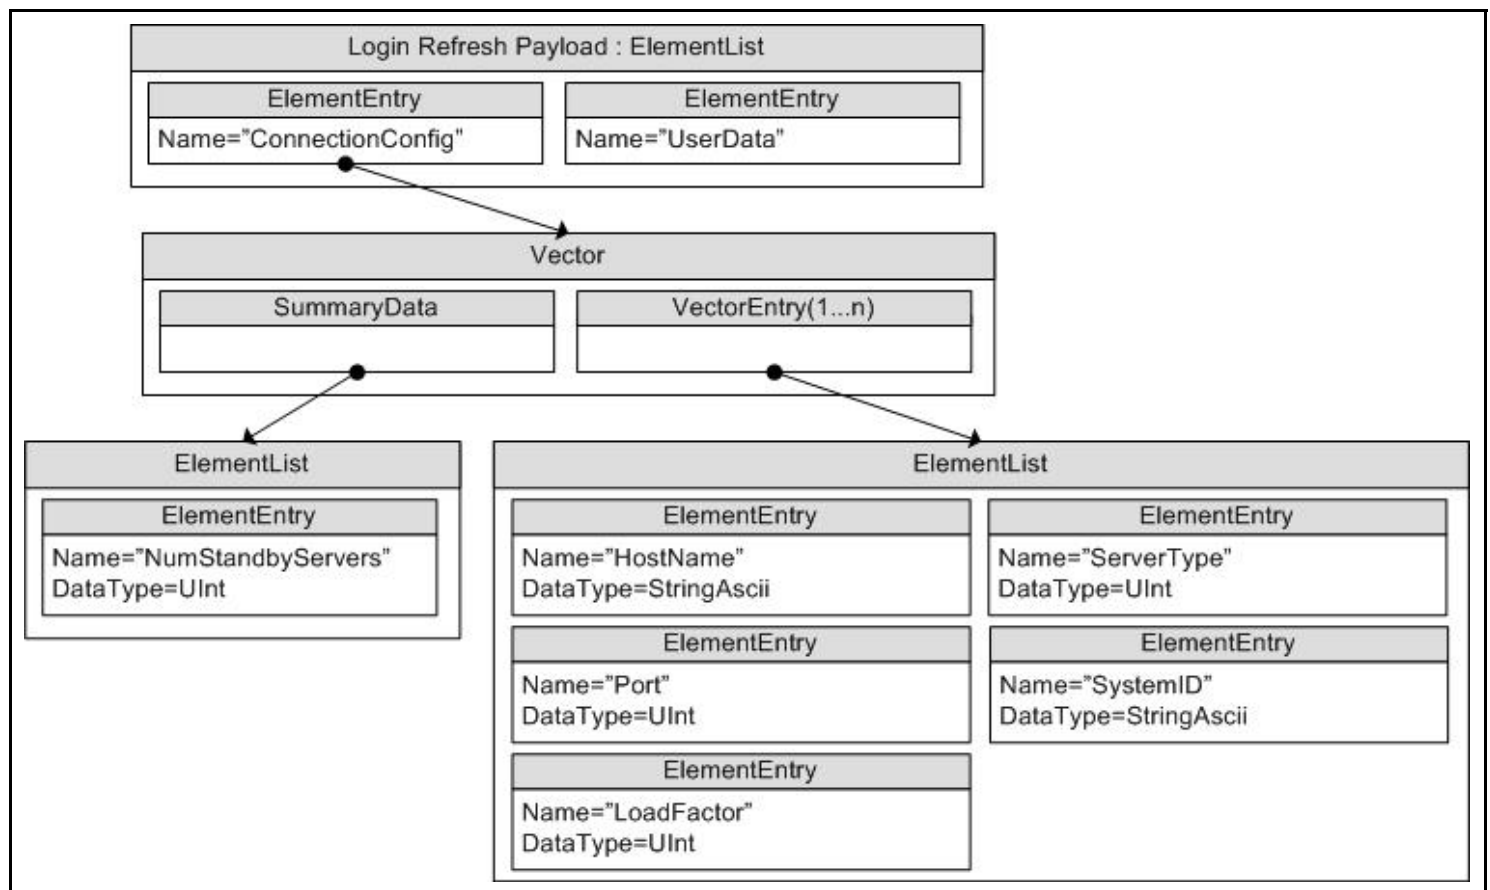 Login Refresh Payload : ElementList
ElementEntry
Name=”ConnectionConfig”
ElementEntry
Name=”UserData”
Vector
SummaryData
VectorEntry(1...n)
ElementList
ElementEntry
Name=”NumStandbyServers”
DataType=UInt
ElementList
ElementEntry
Name=”HostName”
DataType=StringAscii
ElementEntry
Name=”ServerType”
DataType=UInt
ElementEntry
Name=”Port”
DataType=UInt
ElementEntry
Name=”SystemID”
DataType=StringAscii
ElementEntry
Name=”LoadFactor”
DataType=UInt